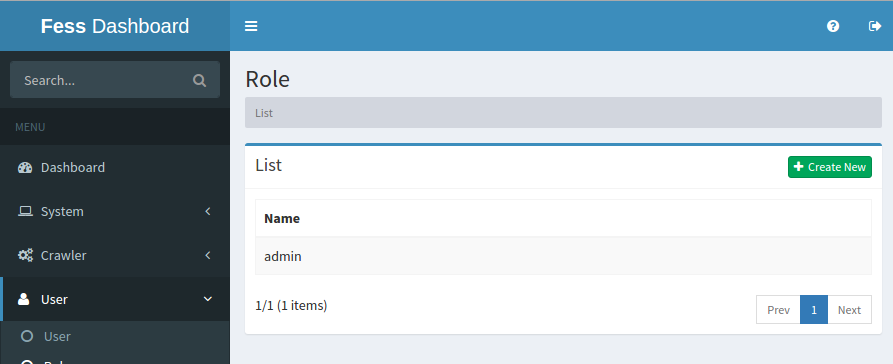 Fess Dashboard
Search...
MENU
Dashboard
System
Crawler
User
User
Role
List
List
Create New
Name
admin
1/1 (1 items)
Prev 1 Next